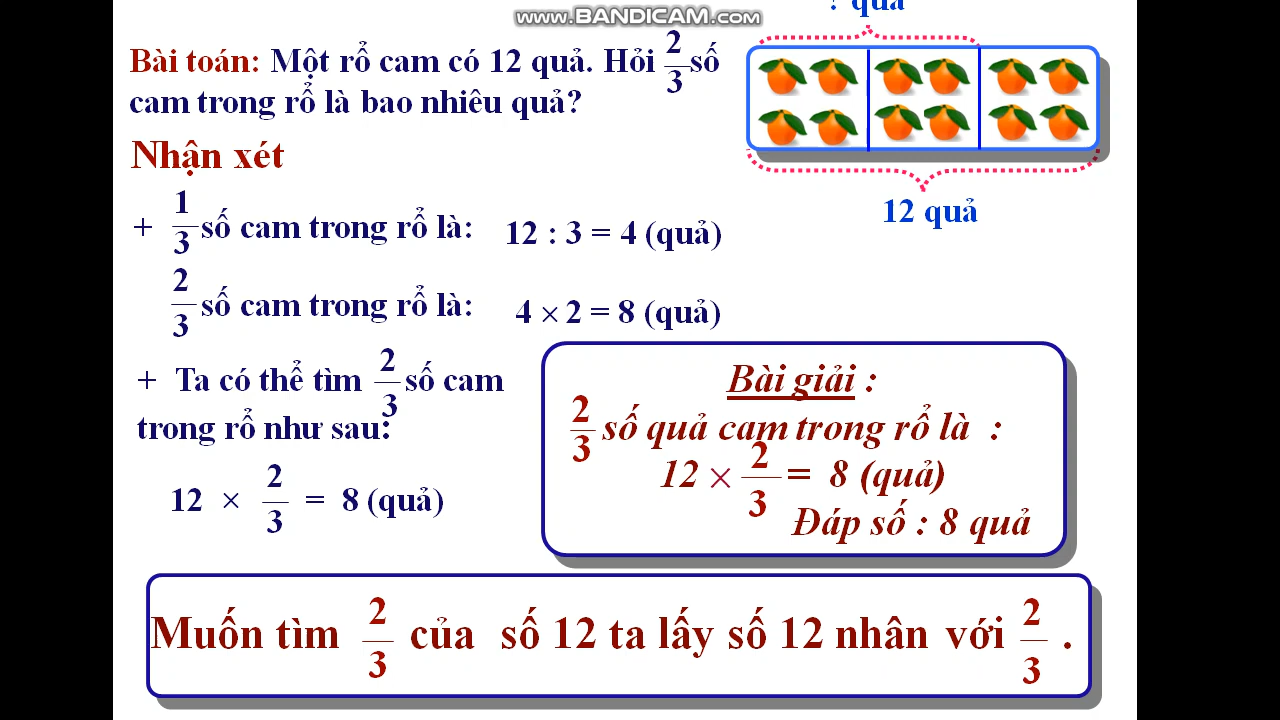 www.BANDICAM.com
? quả
Bài toán: Một rổ cam có 12 quả. Hỏi 2/3 số
cam trong rổ là bao nhiêu quả?
12 quả
Nhận xét
+ 1/3 số cam trong rổ là: 12 : 3 = 4 (quả)
2/3 số cam trong rổ là: 4 × 2 = 8 (quả)
+ Ta có thể tìm 2/3 số cam
trong rổ như sau:
12 × 2/3 = 8 (quả)
Bài giải :
2/3 số quả cam trong rổ là :
12 × 2/3 = 8 (quả)
Đáp số : 8 quả
Muốn tìm 2/3 của số 12 ta lấy số 12 nhân với 2/3 .